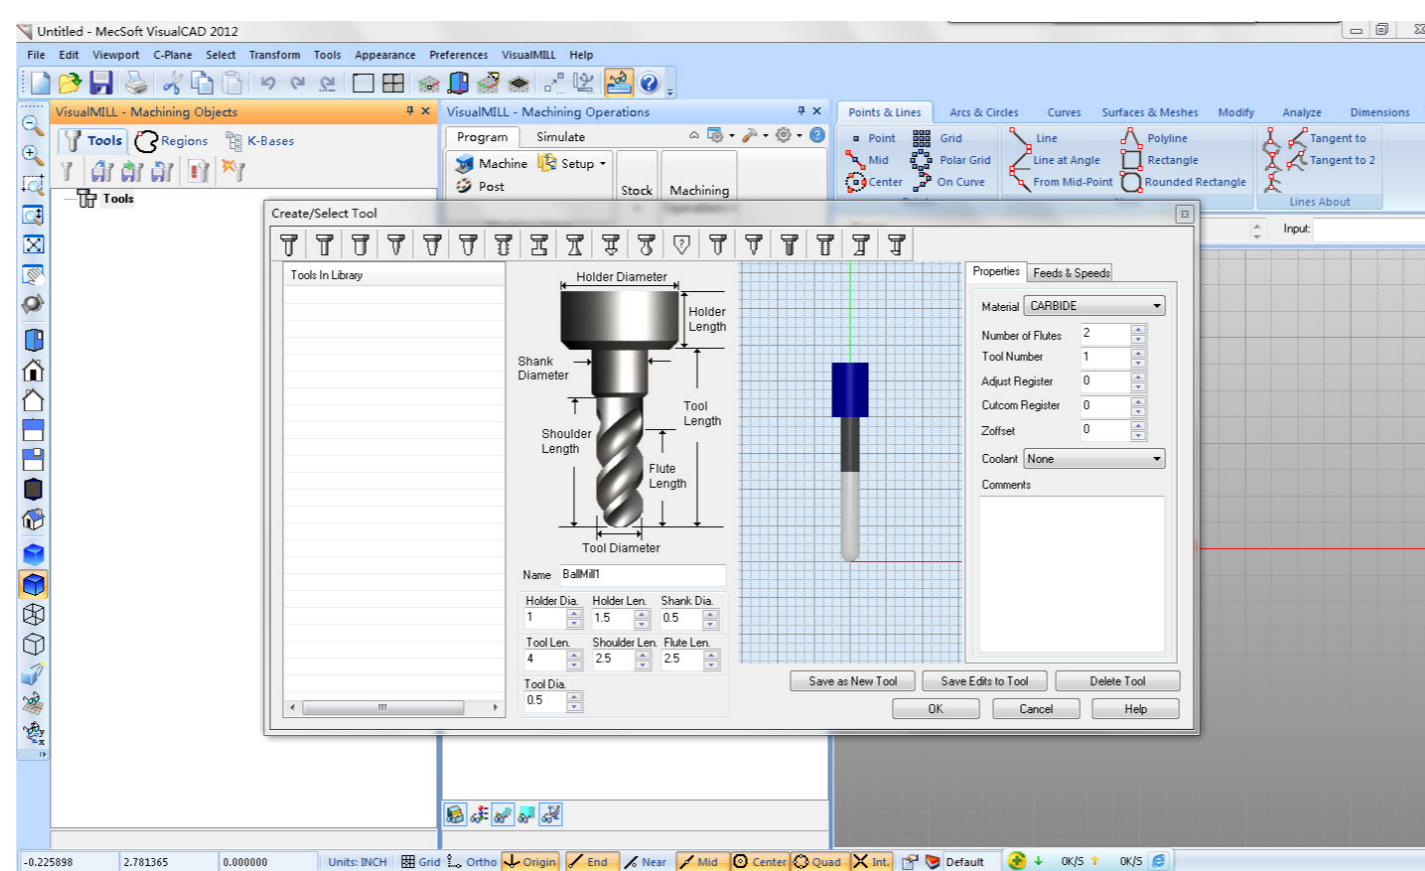 Untitled - MecSoft VisualCAD 2012
File Edit Viewport C-Plane Select Transform Tools Appearance Preferences VisualMILL Help
VisualMILL - Machining Objects
Tools Regions K-Bases
Tools
VisualMILL - Machining Operations
Program Simulate
Machine Setup
Post
Stock Machining
Points & Lines Arcs & Circles Curves Surfaces & Meshes Modify Analyze Dimensions
Point Grid Line Polyline Tangent to
Mid Polar Grid Line at Angle Rectangle Tangent to 2
Center On Curve From Mid-Point Rounded Rectangle
Lines About
Input:
Create/Select Tool
Tools In Library
Holder Diameter
Holder
Length
Shank
Diameter
Tool
Length
Shoulder
Length
Flute
Length
Tool Diameter
Name BallMill1
Holder Dia. Holder Len. Shank Dia.
1 1.5 0.5
Tool Len. Shoulder Len. Flute Len.
4 2.5 2.5
Tool Dia.
0.5
Properties Feeds & Speeds
Material CARBIDE
Number of Flutes 2
Tool Number 1
Adjust Register 0
Cutcom Register 0
Zoffset 0
Coolant None
Comments
Save as New Tool Save Edits to Tool Delete Tool
OK Cancel Help
-0.225898 2.781365 0.000000 Units: INCH Grid Ortho Origin End Near Mid Center Quad Int. Default 0K/S 0K/S